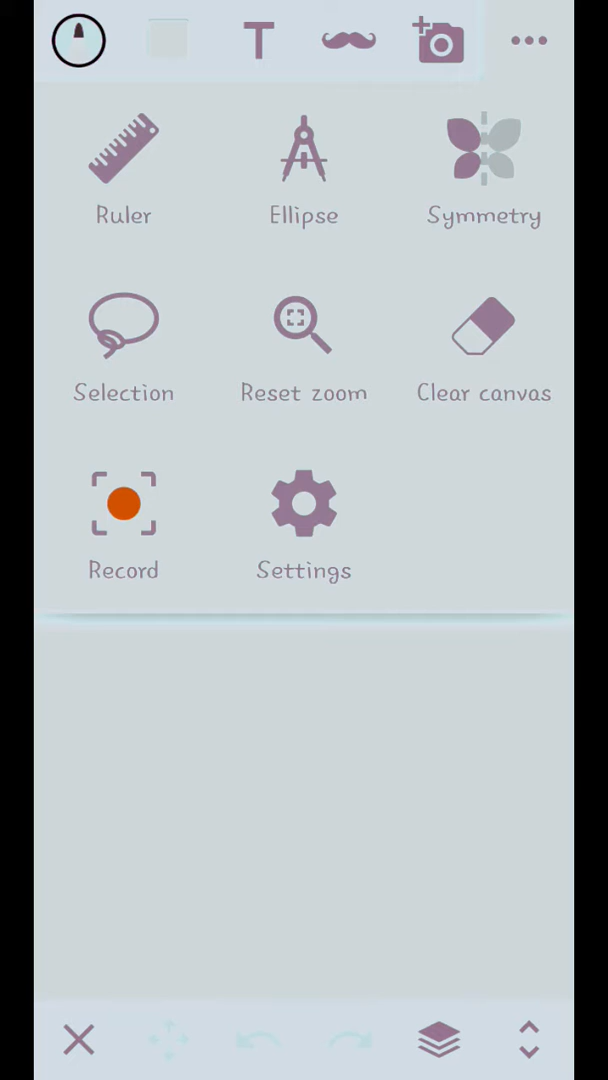 T
Ruler Ellipse Symmetry
Selection Reset zoom Clear canvas
Record Settings